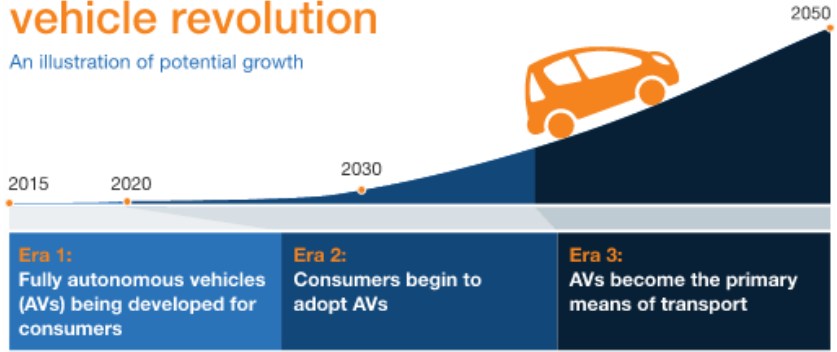 vehicle revolution
An illustration of potential growth
2050
2030
2015
2020
Era 1:
Fully autonomous vehicles
(AVs) being developed for
consumers
Era 2:
Consumers begin to
adopt AVs
Era 3:
AVs become the primary
means of transport